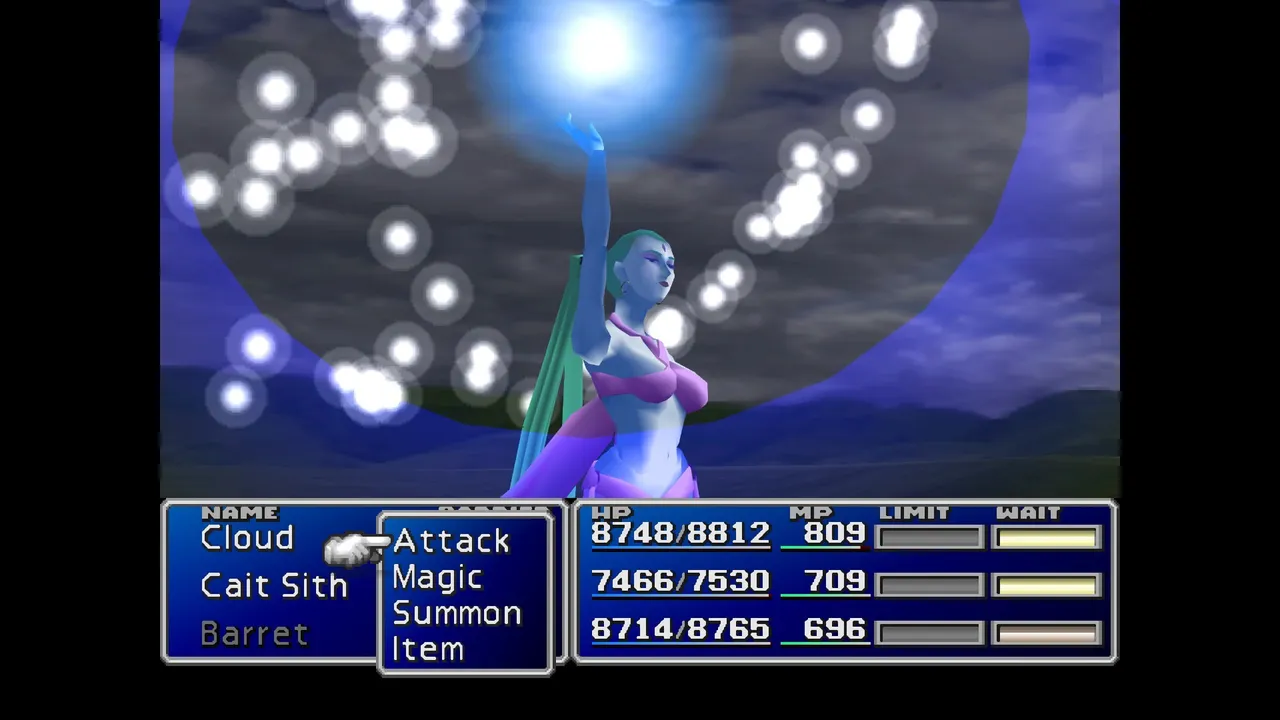 NAME BARRIER HP MP LIMIT WAIT
Cloud Attack 8748/8812 809
Magic
Cait Sith 7466/7530 709
Summon
Barret 8714/8765 696
Item